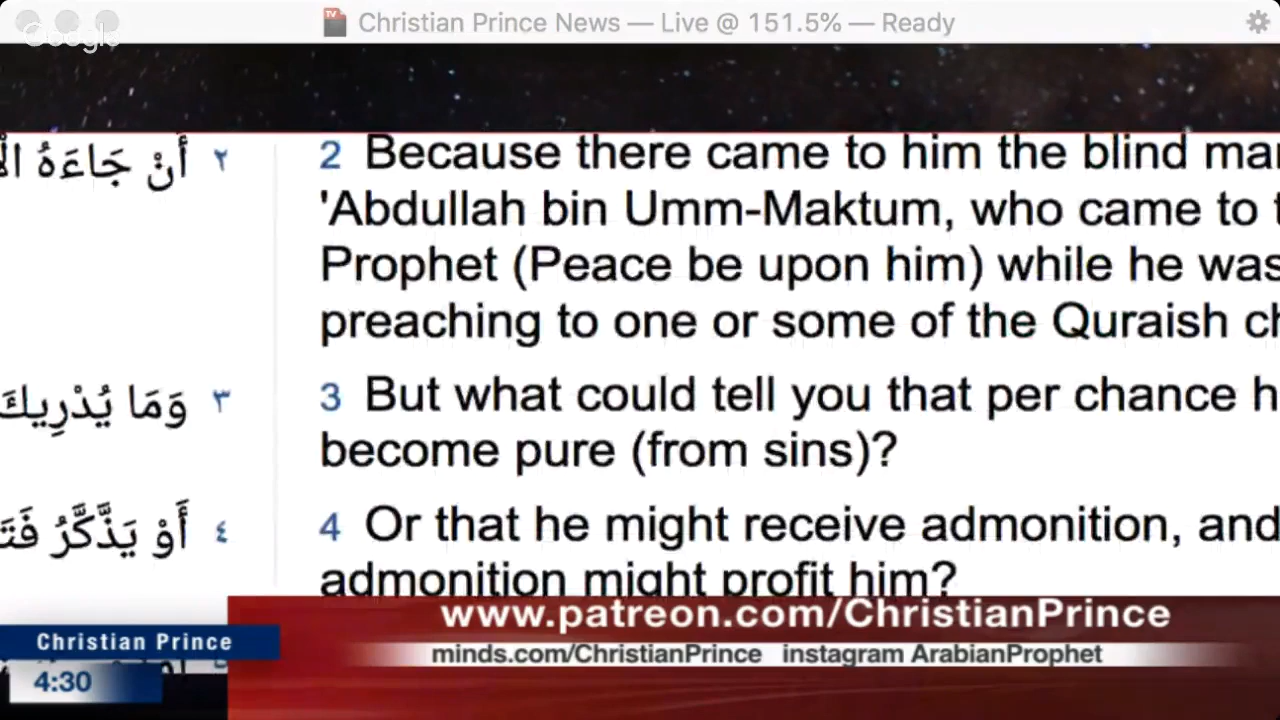 Christian Prince News — Live @ 151.5% — Ready
Google
TV
أَنْ جَاءَهُ ٢
2 Because there came to him the blind
'Abdullah bin Umm-Maktum, who came to
Prophet (Peace be upon him) while he was
preaching to one or some of the Quraish
وَمَا يُدْرِيكَ ٣
3 But what could tell you that per chance
become pure (from sins)?
أَوْ يَذَّكَّرُ ٤
4 Or that he might receive admonition, and
admonition might profit him?
www.patreon.com/ChristianPrince
Christian Prince
minds.com/ChristianPrince instagram ArabianProphet
4:30